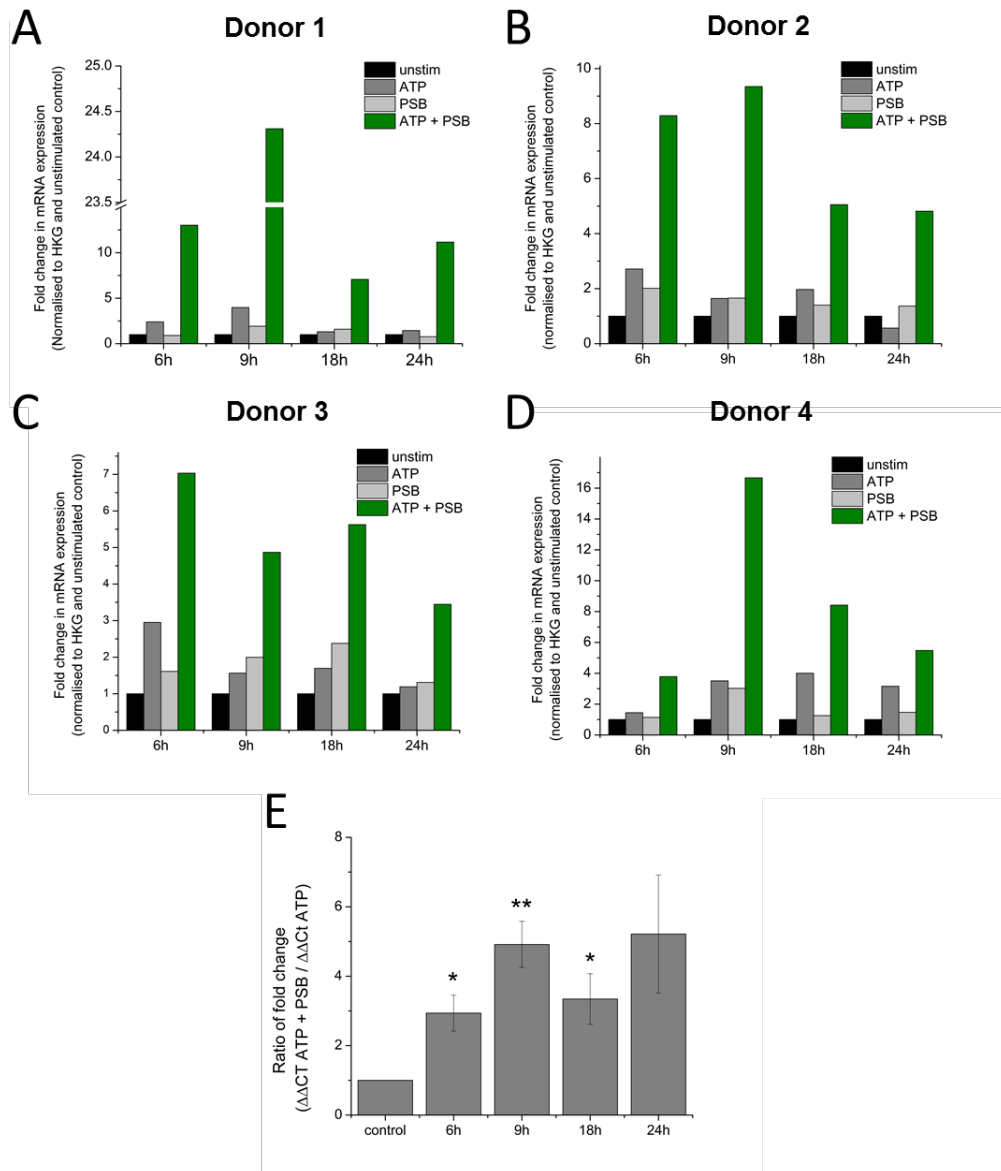 A
Donor 1
Fold change in mRNA expression
(Normalised to HKG and unstimulated control)
25.0
24.5
24.0
23.5
10
5
0
unstim
ATP
PSB
ATP + PSB
6h
9h
18h
24h
B
Donor 2
Fold change in mRNA expression
(normalised to HKG and unstimulated control)
10
8
6
4
2
0
unstim
ATP
PSB
ATP + PSB
6h
9h
18h
24h
C
Donor 3
Fold change in mRNA expression
(normalised to HKG and unstimulated control)
7
6
5
4
3
2
1
0
unstim
ATP
PSB
ATP + PSB
6h
9h
18h
24h
D
Donor 4
Fold change in mRNA expression
(normalised to HKG and unstimulated control)
16
14
12
10
8
6
4
2
0
unstim
ATP
PSB
ATP + PSB
6h
9h
18h
24h
E
Ratio of fold change
(ΔΔCT ATP + PSB / ΔΔCt ATP)
8
6
4
2
0
*
**
*
control
6h
9h
18h
24h